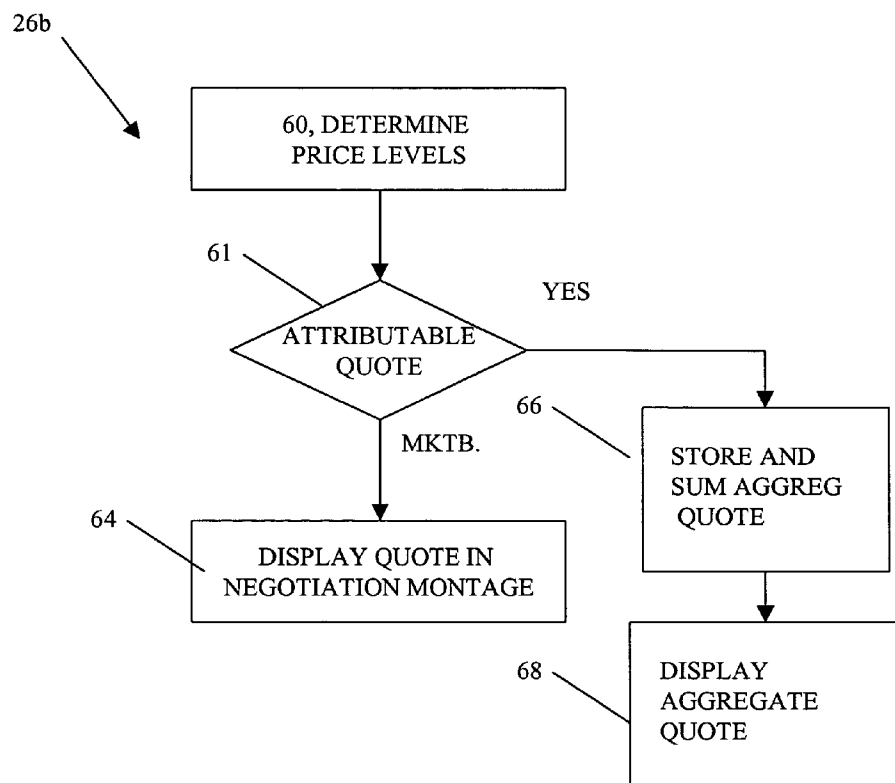 26b
60, DETERMINE
PRICE LEVELS
61
YES
ATTRIBUTABLE
QUOTE
66
MKTB.
STORE AND
SUM AGGREG
QUOTE
64
DISPLAY QUOTE IN
NEGOTIATION MONTAGE
68
DISPLAY
AGGREGATE
QUOTE